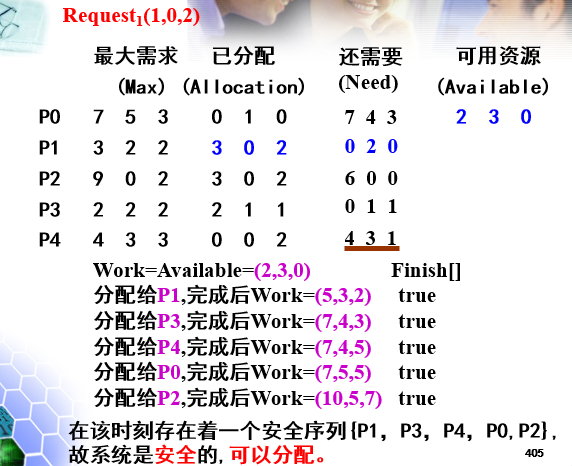 Request1(1,0,2)
最大需求 已分配 还需要 可用资源
(Max) (Allocation) (Need) (Available)
P0 7 5 3 0 1 0 7 4 3 2 3 0
P1 3 2 2 3 0 2 0 2 0
P2 9 0 2 3 0 2 6 0 0
P3 2 2 2 2 1 1 0 1 1
P4 4 3 3 0 0 2 4 3 1
Work=Available=(2,3,0) Finish[]
分配给P1,完成后Work=(5,3,2) true
分配给P3,完成后Work=(7,4,3) true
分配给P4,完成后Work=(7,4,5) true
分配给P0,完成后Work=(7,5,5) true
分配给P2,完成后Work=(10,5,7) true
在该时刻存在着一个安全序列{P1, P3, P4, P0,P2},
故系统是安全的,可以分配。
405